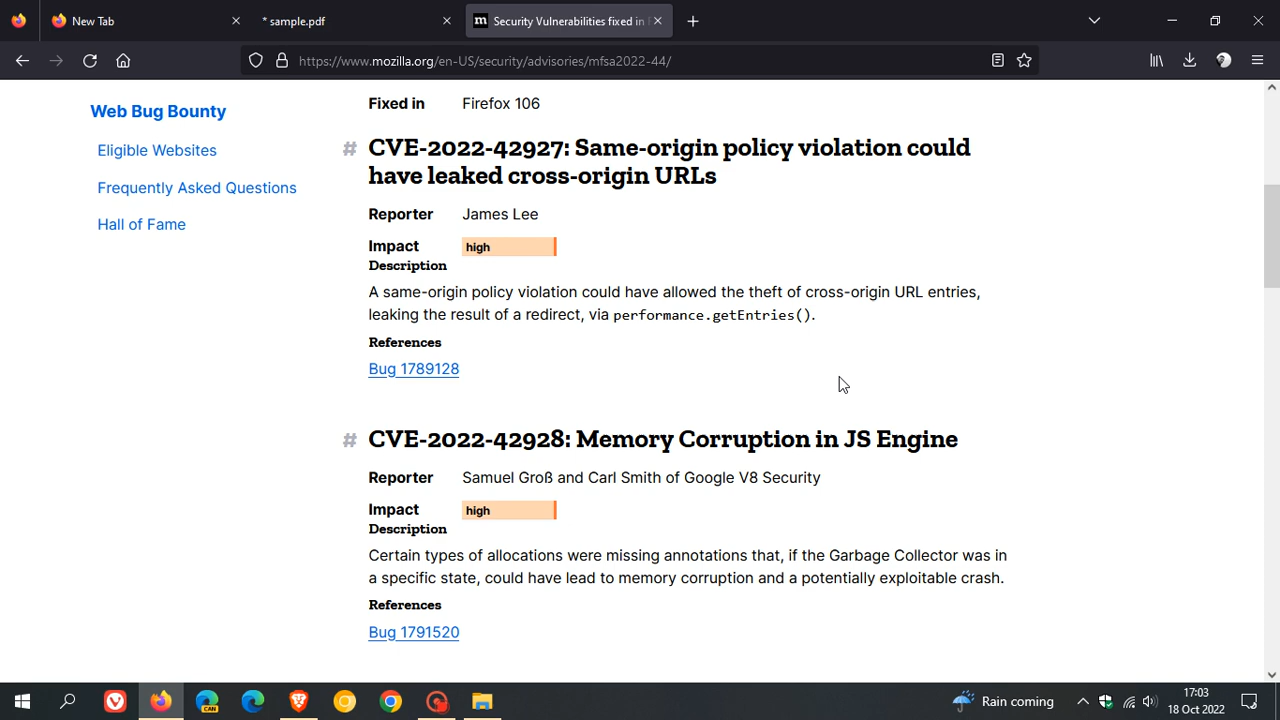 New Tab
* sample.pdf
m
Security Vulnerabilities fixed in
https://www.mozilla.org/en-US/security/advisories/mfsa2022-44/
Web Bug Bounty
Eligible Websites
Frequently Asked Questions
Hall of Fame
Fixed in Firefox 106
# CVE-2022-42927: Same-origin policy violation could
have leaked cross-origin URLs
Reporter James Lee
Impact high
Description
A same-origin policy violation could have allowed the theft of cross-origin URL entries,
leaking the result of a redirect, via performance.getEntries().
References
Bug 1789128
# CVE-2022-42928: Memory Corruption in JS Engine
Reporter Samuel Groß and Carl Smith of Google V8 Security
Impact high
Description
Certain types of allocations were missing annotations that, if the Garbage Collector was in
a specific state, could have lead to memory corruption and a potentially exploitable crash.
References
Bug 1791520
CAN
Rain coming
17:03
18 Oct 2022